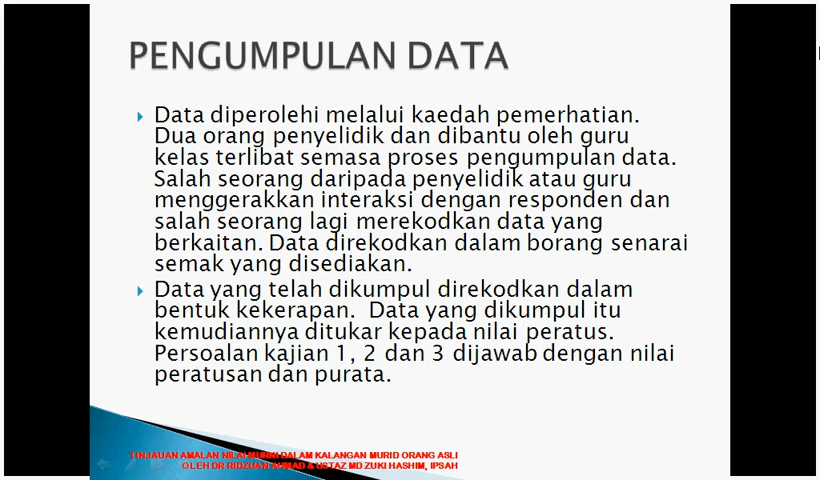 PENGUMPULAN DATA
Data diperolehi melalui kaedah pemerhatian.
Dua orang penyelidik dan dibantu oleh guru
kelas terlibat semasa proses pengumpulan data.
Salah seorang daripada penyelidik atau guru
menggerakkan interaksi dengan responden dan
salah seorang lagi merekodkan data yang
berkaitan. Data direkodkan dalam borang senarai
semak yang disediakan.
Data yang telah dikumpul direkodkan dalam
bentuk kekerapan. Data yang dikumpul itu
kemudiannya ditukar kepada nilai peratus.
Persoalan kajian 1, 2 dan 3 dijawab dengan nilai
peratusan dan purata.
TINJAUAN AMALAN NILAI MURNI DALAM KALANGAN MURID ORANG ASLI
OLEH DR RIDZUAN AHMAD & USTAZ MD ZUKI HASHIM, IPSAH